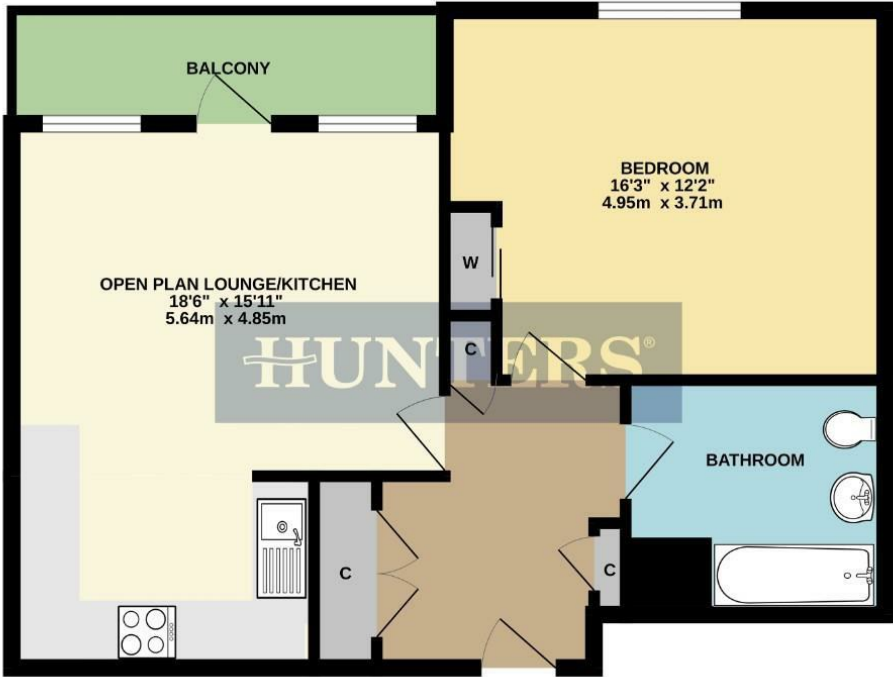 BALCONY
BEDROOM
16'3" x 12'2"
4.95m x 3.71m
W
OPEN PLAN LOUNGE/KITCHEN
18'6" x 15'11"
5.64m x 4.85m
C
HUNTERS®
BATHROOM
C
C